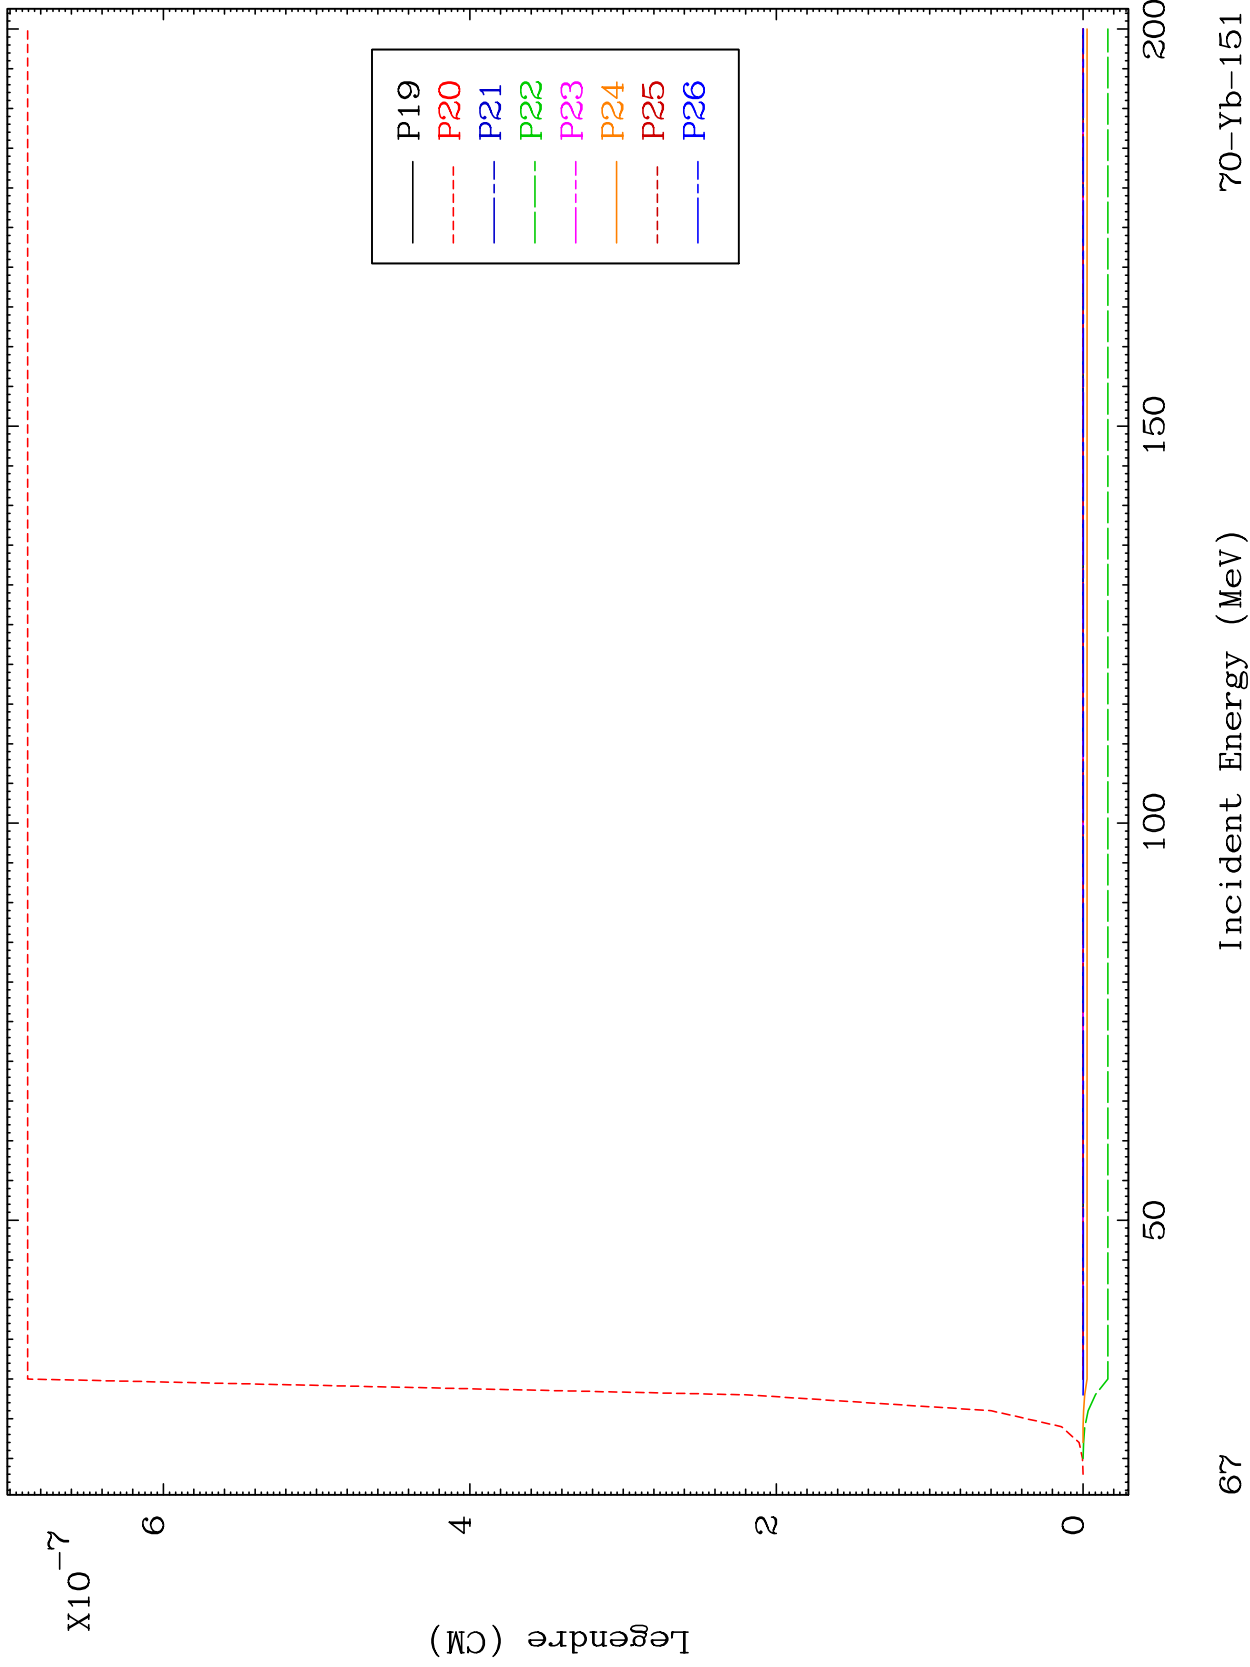 X10-7
6
4
2
0
Legendre (CM)
P19
P20
P21
P22
P23
P24
P25
P26
50
100
150
200
67
Incident Energy (MeV)
70-Yb-151